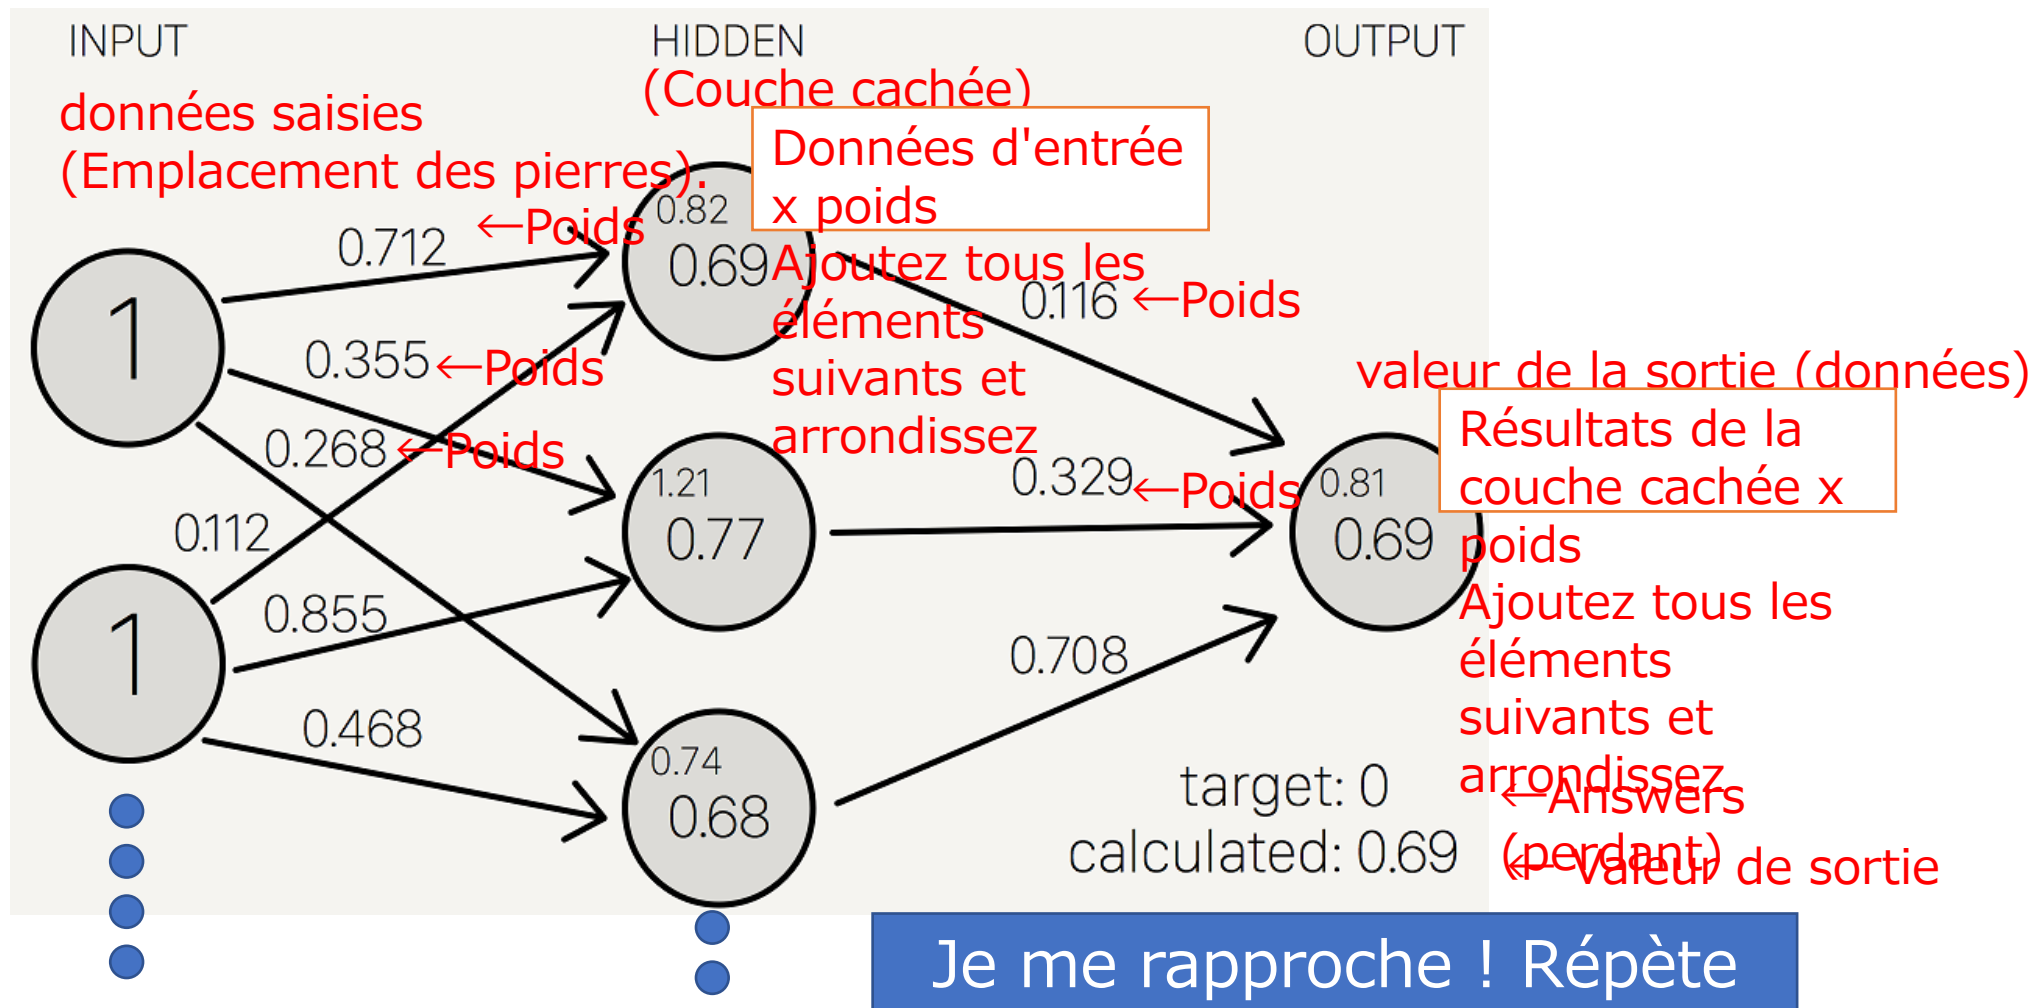 INPUT
HIDDEN
OUTPUT
données saisies
(Emplacement des pierres).
(Couche cachée)
Données d'entrée
x poids
Ajoutez tous les
éléments
suivants et
arrondissez
0.82
0.69
0.712
←Poids
0.355
←Poids
0.268
←Poids
0.112
0.855
0.468
1
1
1.21
0.77
0.74
0.68
0.116
←Poids
0.329
←Poids
0.708
valeur de la sortie (données)
Résultats de la
couche cachée x
poids
Ajoutez tous les
éléments
suivants et
arrondissez
0.81
0.69
target: 0
←Answers
(perdant)
calculated: 0.69
← Valeur de sortie
Je me rapproche ! Répète